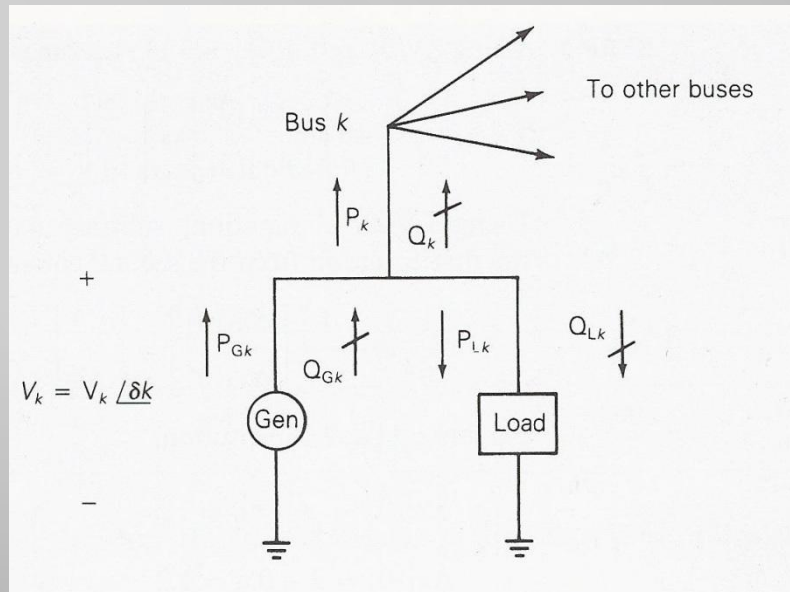 To other buses
Bus k
P_k
Q_k
+
P_Gk
Q_Gk
P_Lk
Q_Lk
V_k = V_k /δk
Gen
Load
−